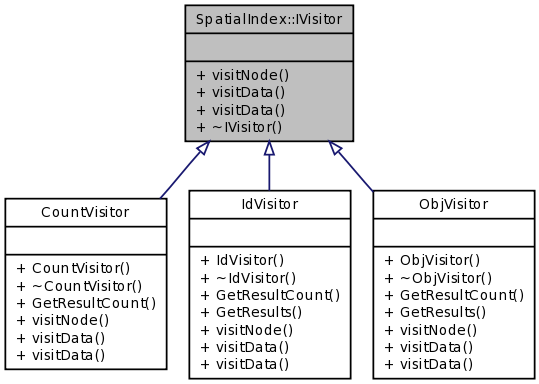 SpatialIndex::IVisitor
+ visitNode()
+ visitData()
+ visitData()
+ ~IVisitor()
CountVisitor
+ CountVisitor()
+ ~CountVisitor()
+ GetResultCount()
+ visitNode()
+ visitData()
+ visitData()
IdVisitor
+ IdVisitor()
+ ~IdVisitor()
+ GetResultCount()
+ GetResults()
+ visitNode()
+ visitData()
+ visitData()
ObjVisitor
+ ObjVisitor()
+ ~ObjVisitor()
+ GetResultCount()
+ GetResults()
+ visitNode()
+ visitData()
+ visitData()